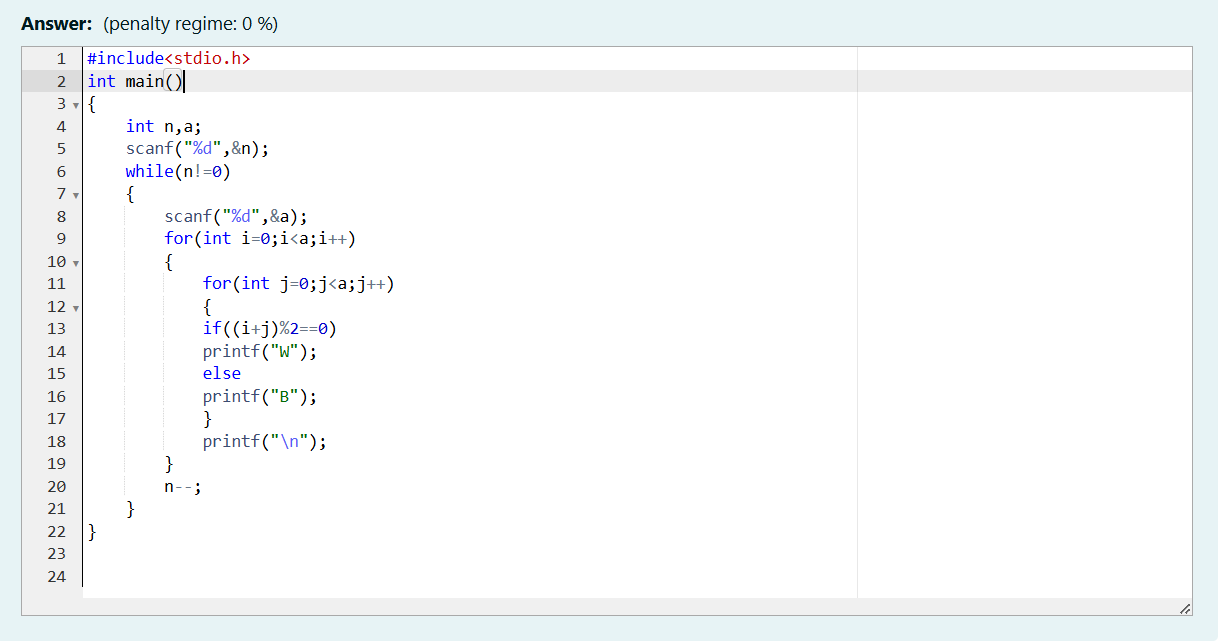 Answer: (penalty regime: 0 %)
1 #include<stdio.h>
2 int main()
3 {
4     int n,a;
5     scanf("%d",&n);
6     while(n!=0)
7     {
8         scanf("%d",&a);
9         for(int i=0;i<a;i++)
10         {
11             for(int j=0;j<a;j++)
12             {
13             if((i+j)%2==0)
14             printf("W");
15             else
16             printf("B");
17             }
18             printf("\n");
19         }
20         n--;
21     }
22 }
23
24